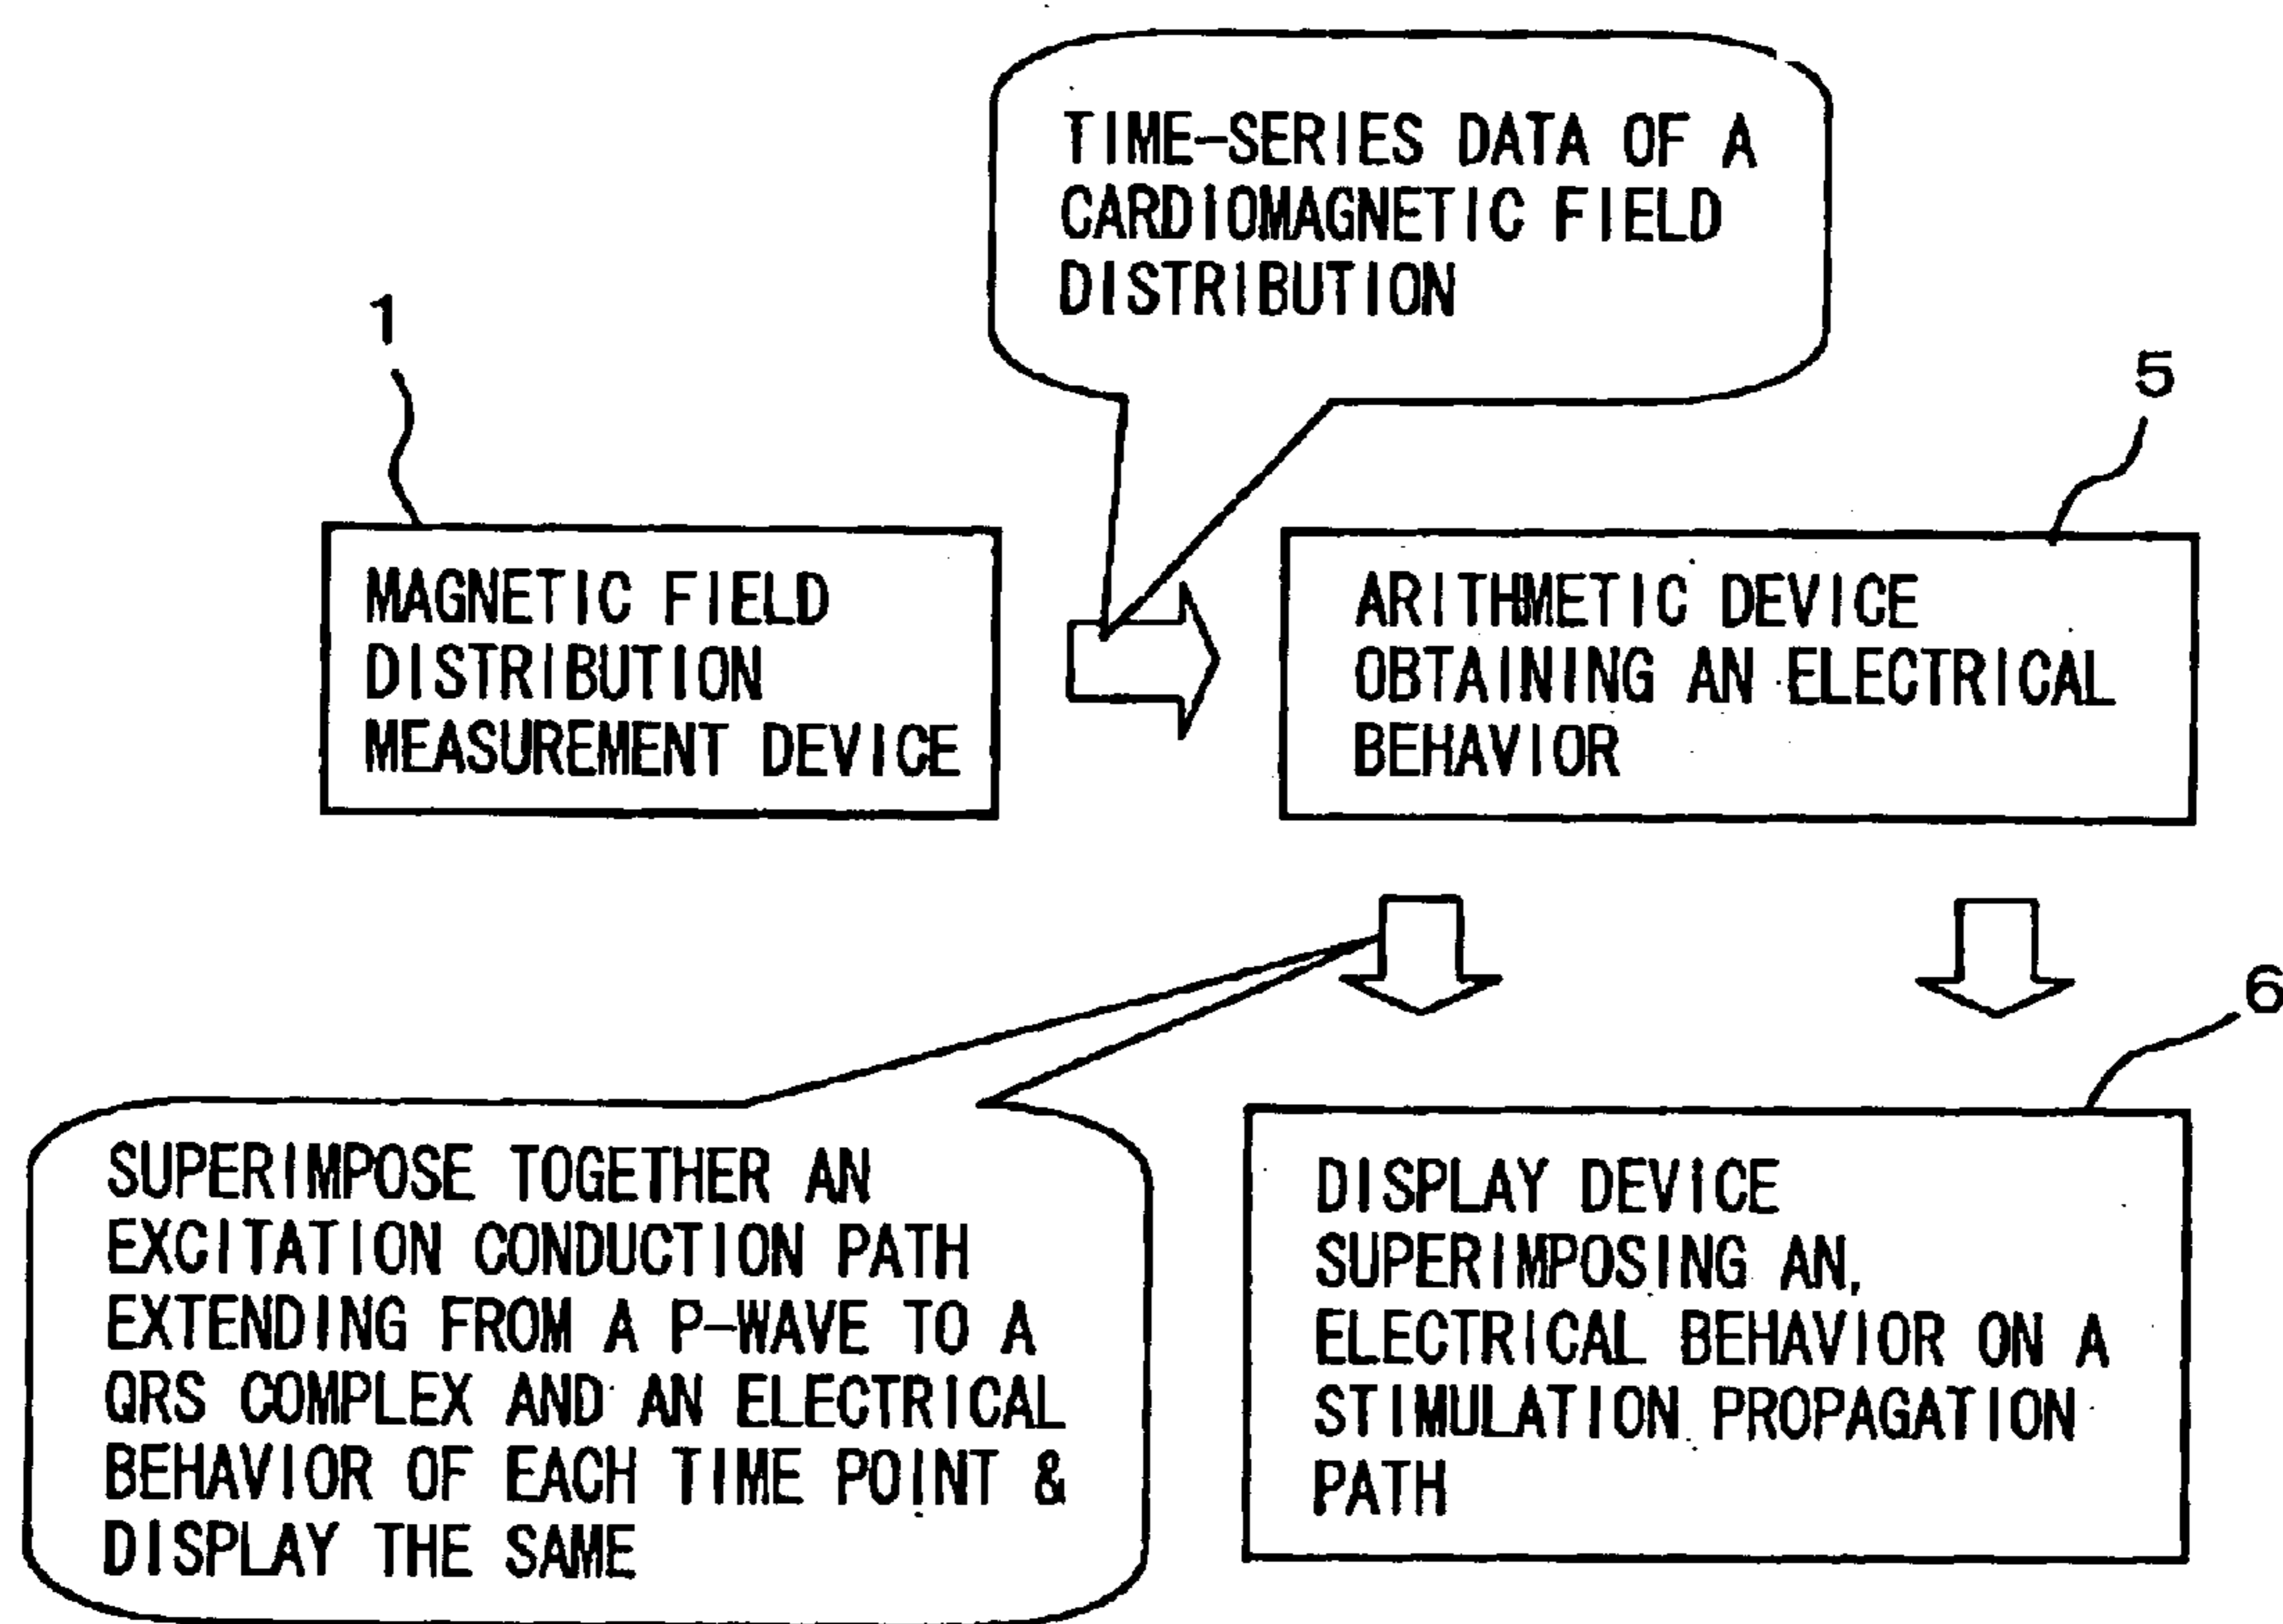 TIME-SERIES DATA OF A
CARDIOMAGNETIC FIELD
DISTRIBUTION
1
5
MAGNETIC FIELD
DISTRIBUTION
MEASUREMENT DEVICE
ARITHMETIC DEVICE
OBTAINING AN ELECTRICAL
BEHAVIOR
6
SUPERIMPOSE TOGETHER AN
EXCITATION CONDUCTION PATH
EXTENDING FROM A P-WAVE TO A
QRS COMPLEX AND AN ELECTRICAL
BEHAVIOR OF EACH TIME POINT &
DISPLAY THE SAME
DISPLAY DEVICE
SUPERIMPOSING AN,
ELECTRICAL BEHAVIOR ON A
STIMULATION PROPAGATION
PATH